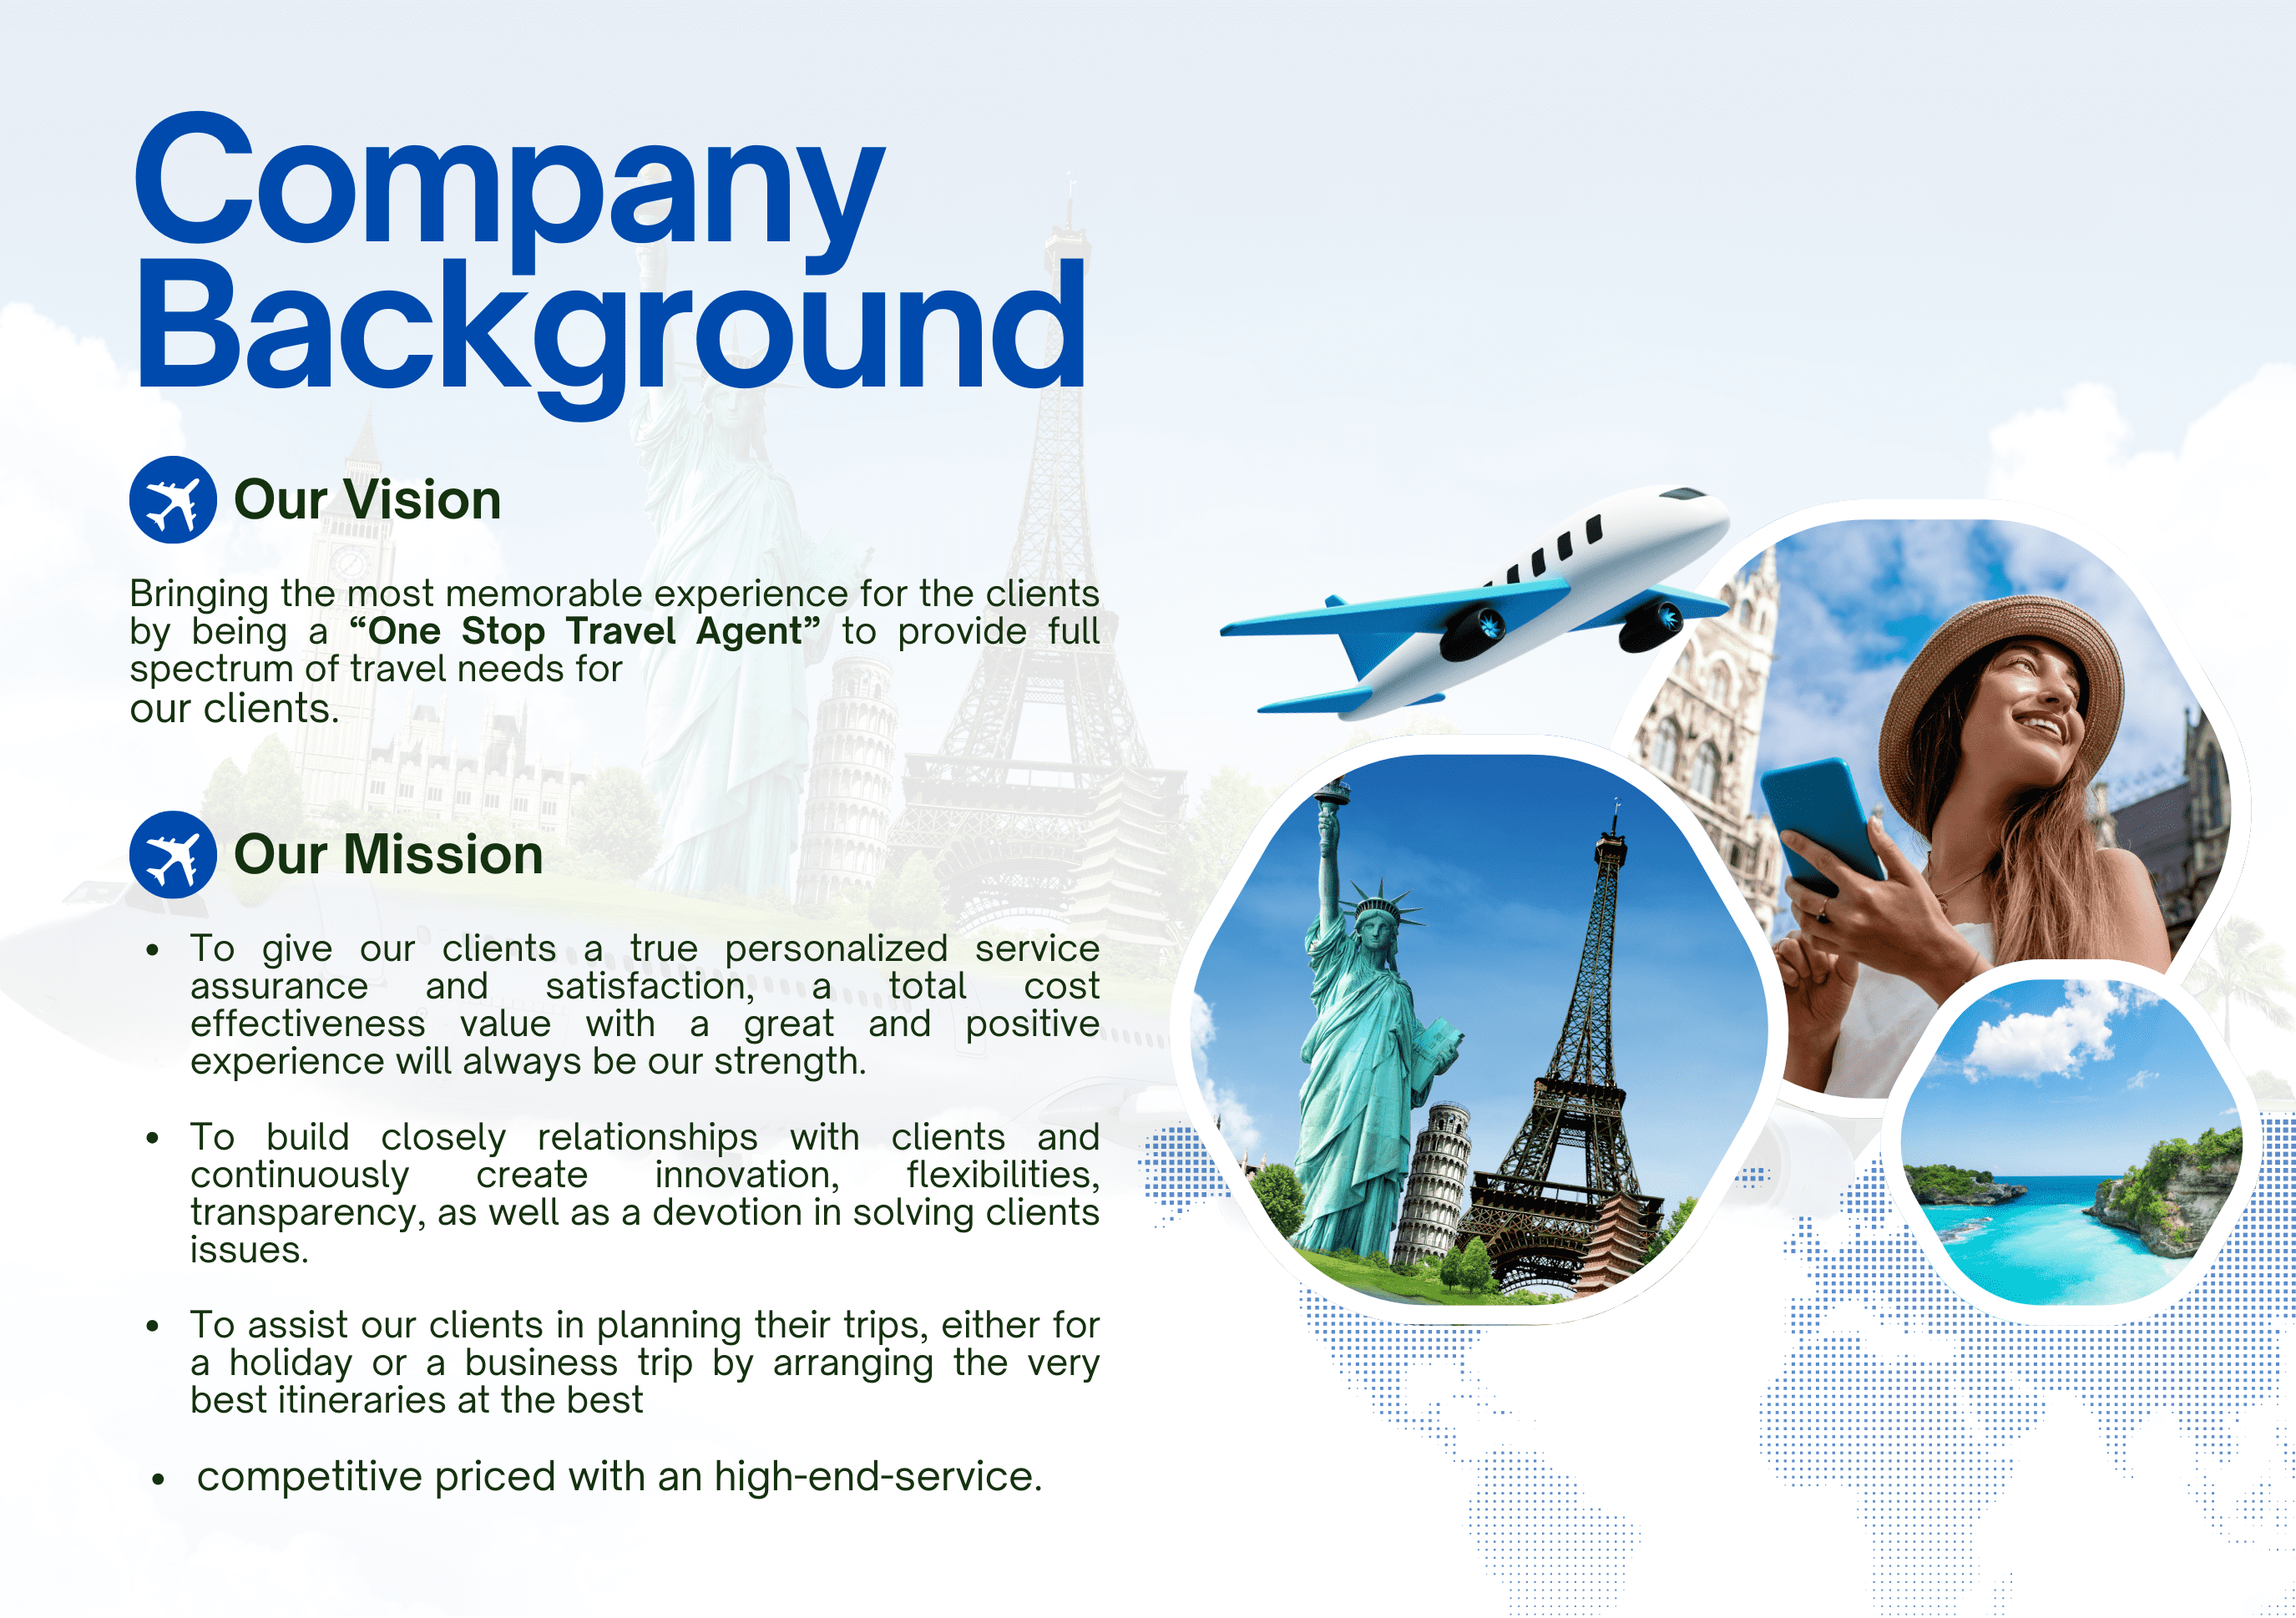 Company
Background
Our Vision
Bringing the most memorable experience for the clients
by being a “One Stop Travel Agent” to provide full
spectrum of travel needs for
our clients.
Our Mission
• To give our clients a true personalized service
assurance and satisfaction, a total cost
effectiveness value with a great and positive
experience will always be our strength.
• To build closely relationships with clients and
continuously create innovation, flexibilities,
transparency, as well as a devotion in solving clients
issues.
• To assist our clients in planning their trips, either for
a holiday or a business trip by arranging the very
best itineraries at the best
• competitive priced with an high-end-service.